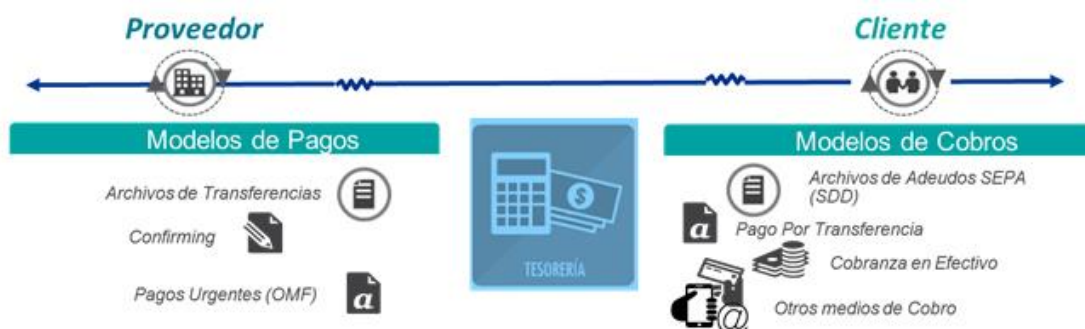 Proveedor
Cliente
Modelos de Pagos
Modelos de Cobros
Archivos de Transferencias
Confirming
Pagos Urgentes (OMF)
a
$
TESORERÍA
Archivos de Adeudos SEPA
(SDD)
a
Pago Por Transferencia
Cobranza en Efectivo
@
Otros medios de Cobro